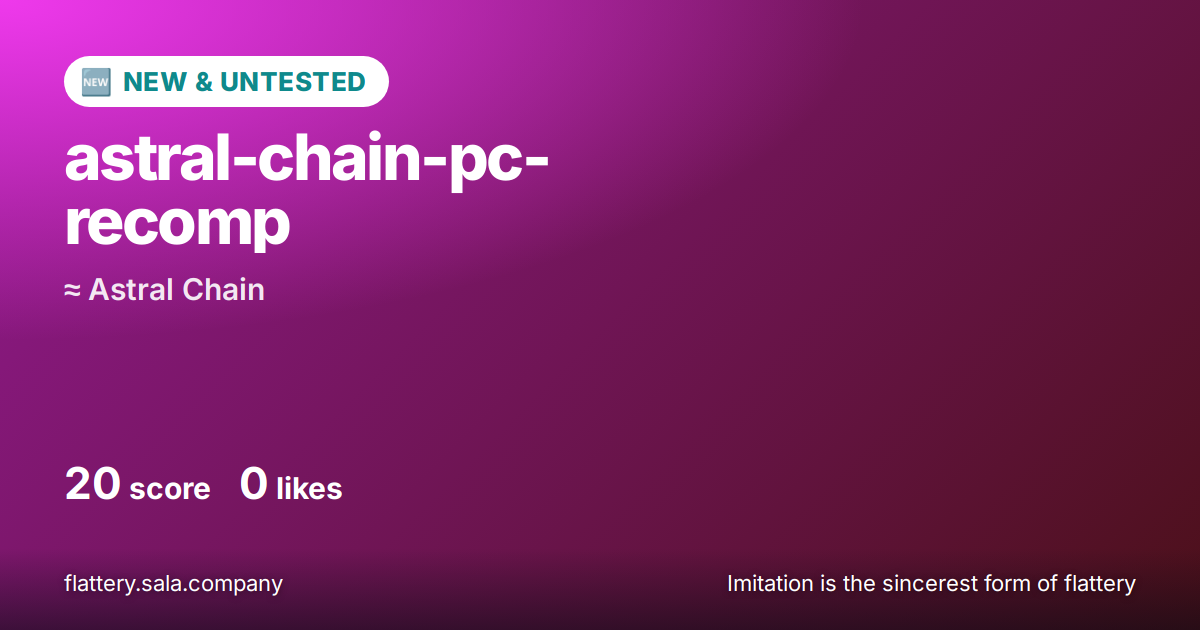 🆕 NEW & UNTESTED
astral-chain-pc-
recomp
≈ Astral Chain
20 score 0 likes
flattery.sala.company
Imitation is the sincerest form of flattery